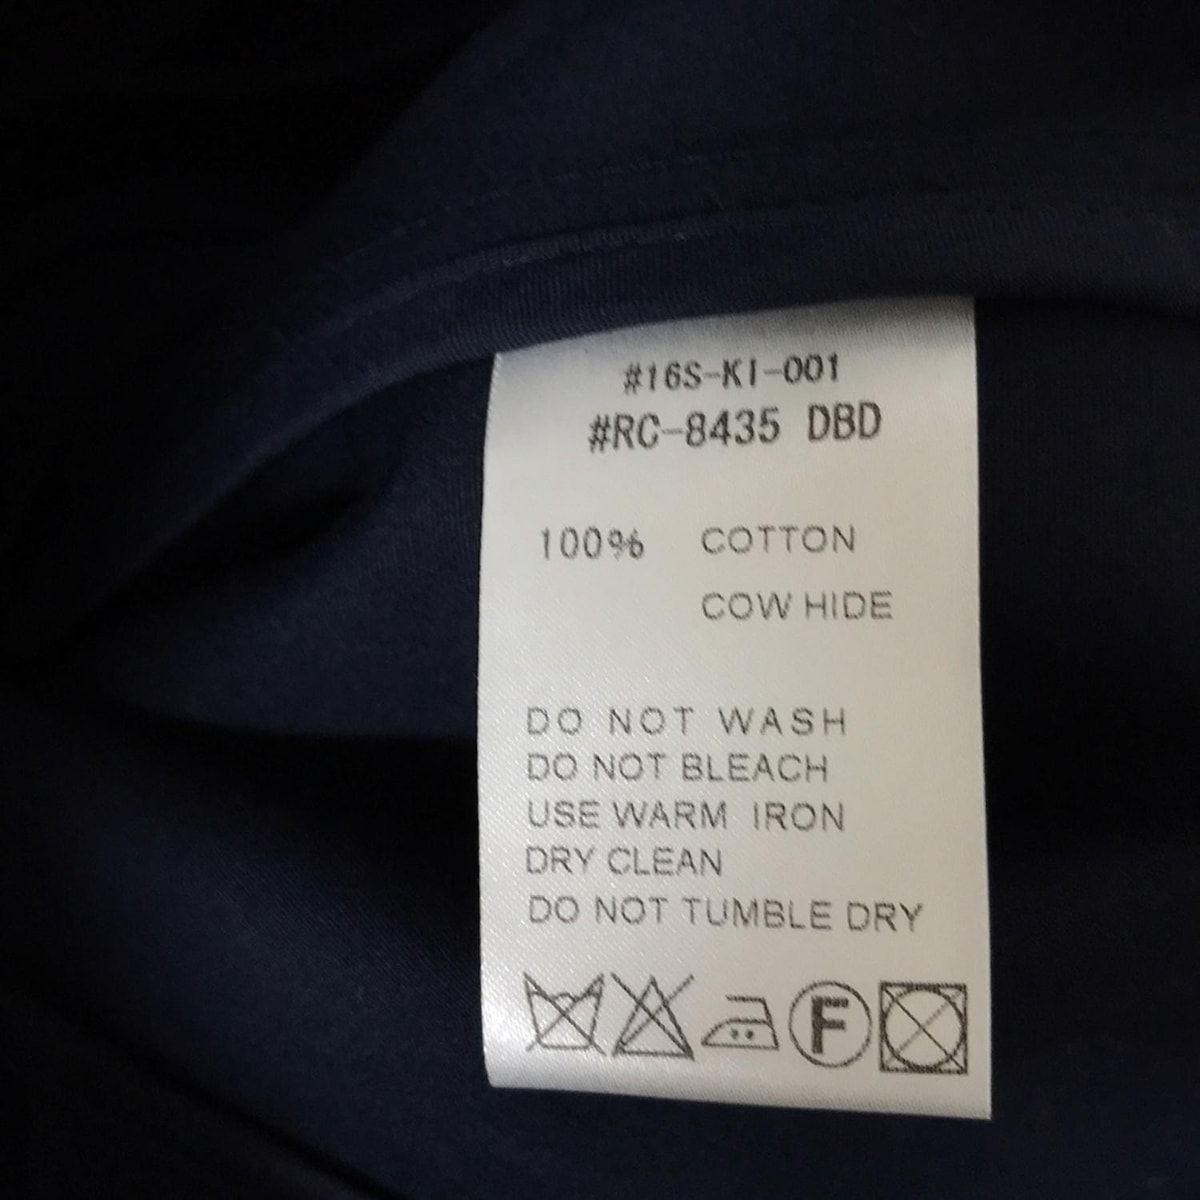 #16S-KI-001
#RC-8435 DBD
100% COTTON
COW HIDE
DO NOT WASH
DO NOT BLEACH
USE WARM IRON
DRY CLEAN
DO NOT TUMBLE DRY
F